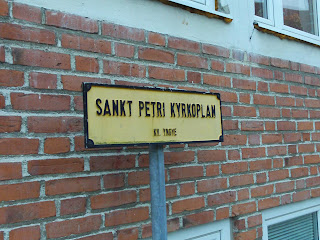 SANKT PETRI KYRKOPLAN
KV. YNGVE